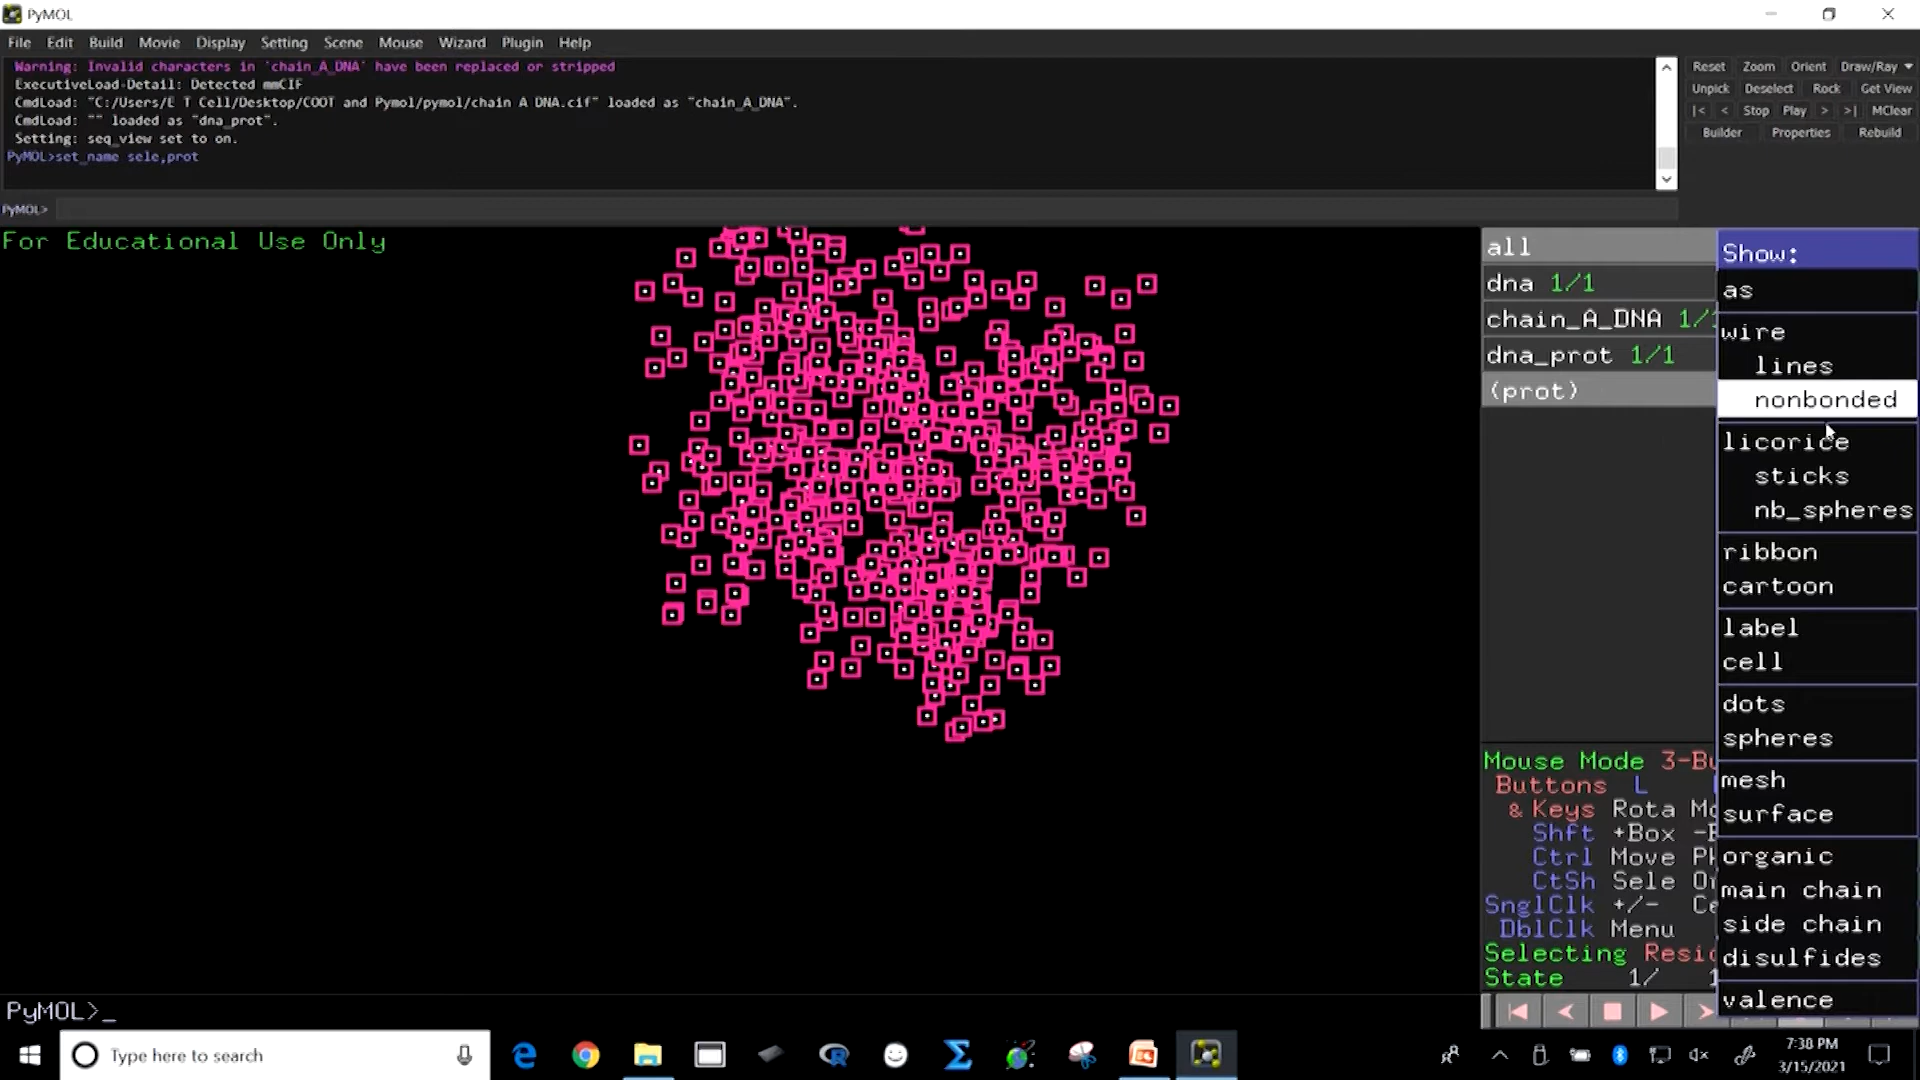 PyMOL
File Edit Build Movie Display Setting Scene Mouse Wizard Plugin Help
Warning: Invalid characters in 'chain_A_DNA' have been replaced or stripped
ExecutiveLoad-Detail: Detected mmCIF
CmdLoad: "C:/Users/E T Cell/Desktop/COOT and Pymol/pymol/chain A DNA.cif" loaded as "chain_A_DNA".
CmdLoad: "" loaded as "dna_prot".
Setting: seq_view set to on.
PyMOL>set_name sele,prot
PyMOL>
Reset Zoom Orient Draw/Ray
Unpick Deselect Rock Get View
|< < Stop Play > >| MClear
Builder Properties Rebuild
For Educational Use Only
all
dna 1/1
chain_A_DNA 1/
dna_prot 1/1
(prot)
Show:
as
wire
lines
nonbonded
licorice
sticks
nb_spheres
ribbon
cartoon
label
cell
dots
spheres
mesh
surface
organic
main chain
side chain
disulfides
valence
Mouse Mode 3-Bu
Buttons L
& Keys Rota Mo
Shft +Box -B
Ctrl Move Pk
CtSh Sele Or
SnglClk +/- Ce
DblClk Menu
Selecting Resid
State 1/ 1
PyMOL>_
Type here to search
7:38 PM
3/15/2021